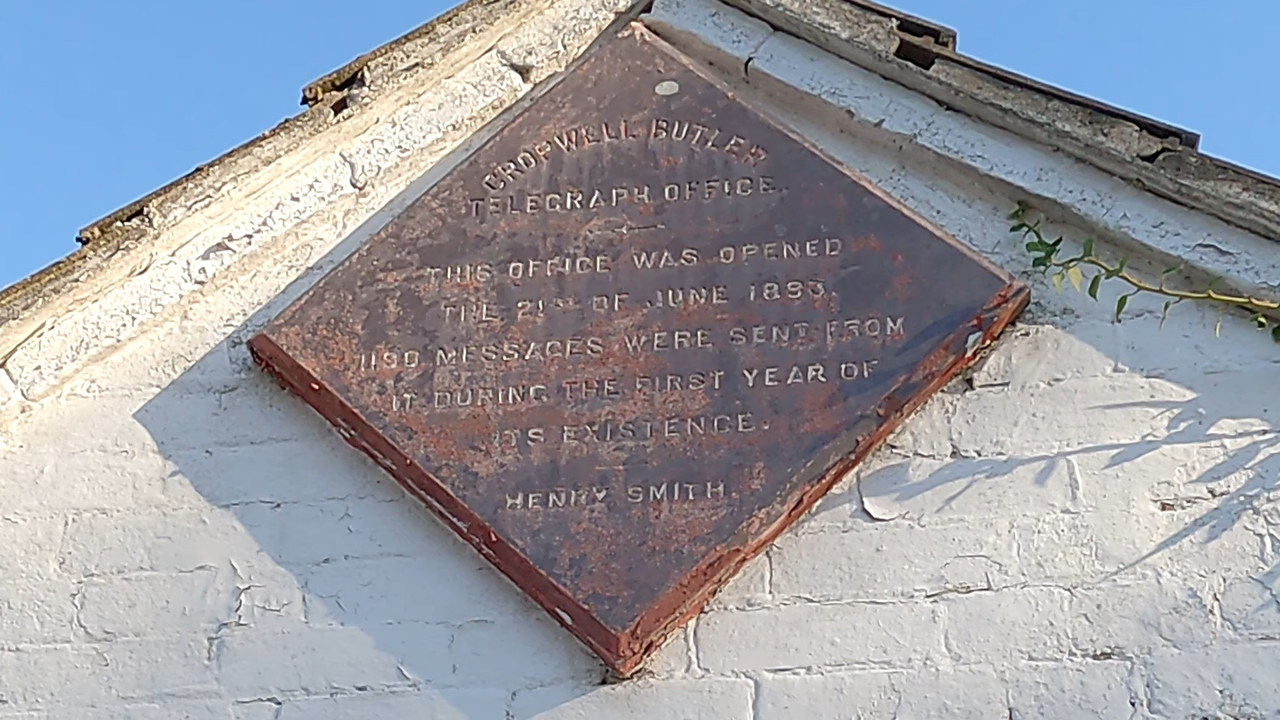 CROPWELL BUTLER
TELEGRAPH OFFICE.
THIS OFFICE WAS OPENED
THE 21ST OF JUNE 1893.
1190 MESSAGES WERE SENT FROM
IT DURING THE FIRST YEAR OF
ITS EXISTENCE.
HENRY SMITH.